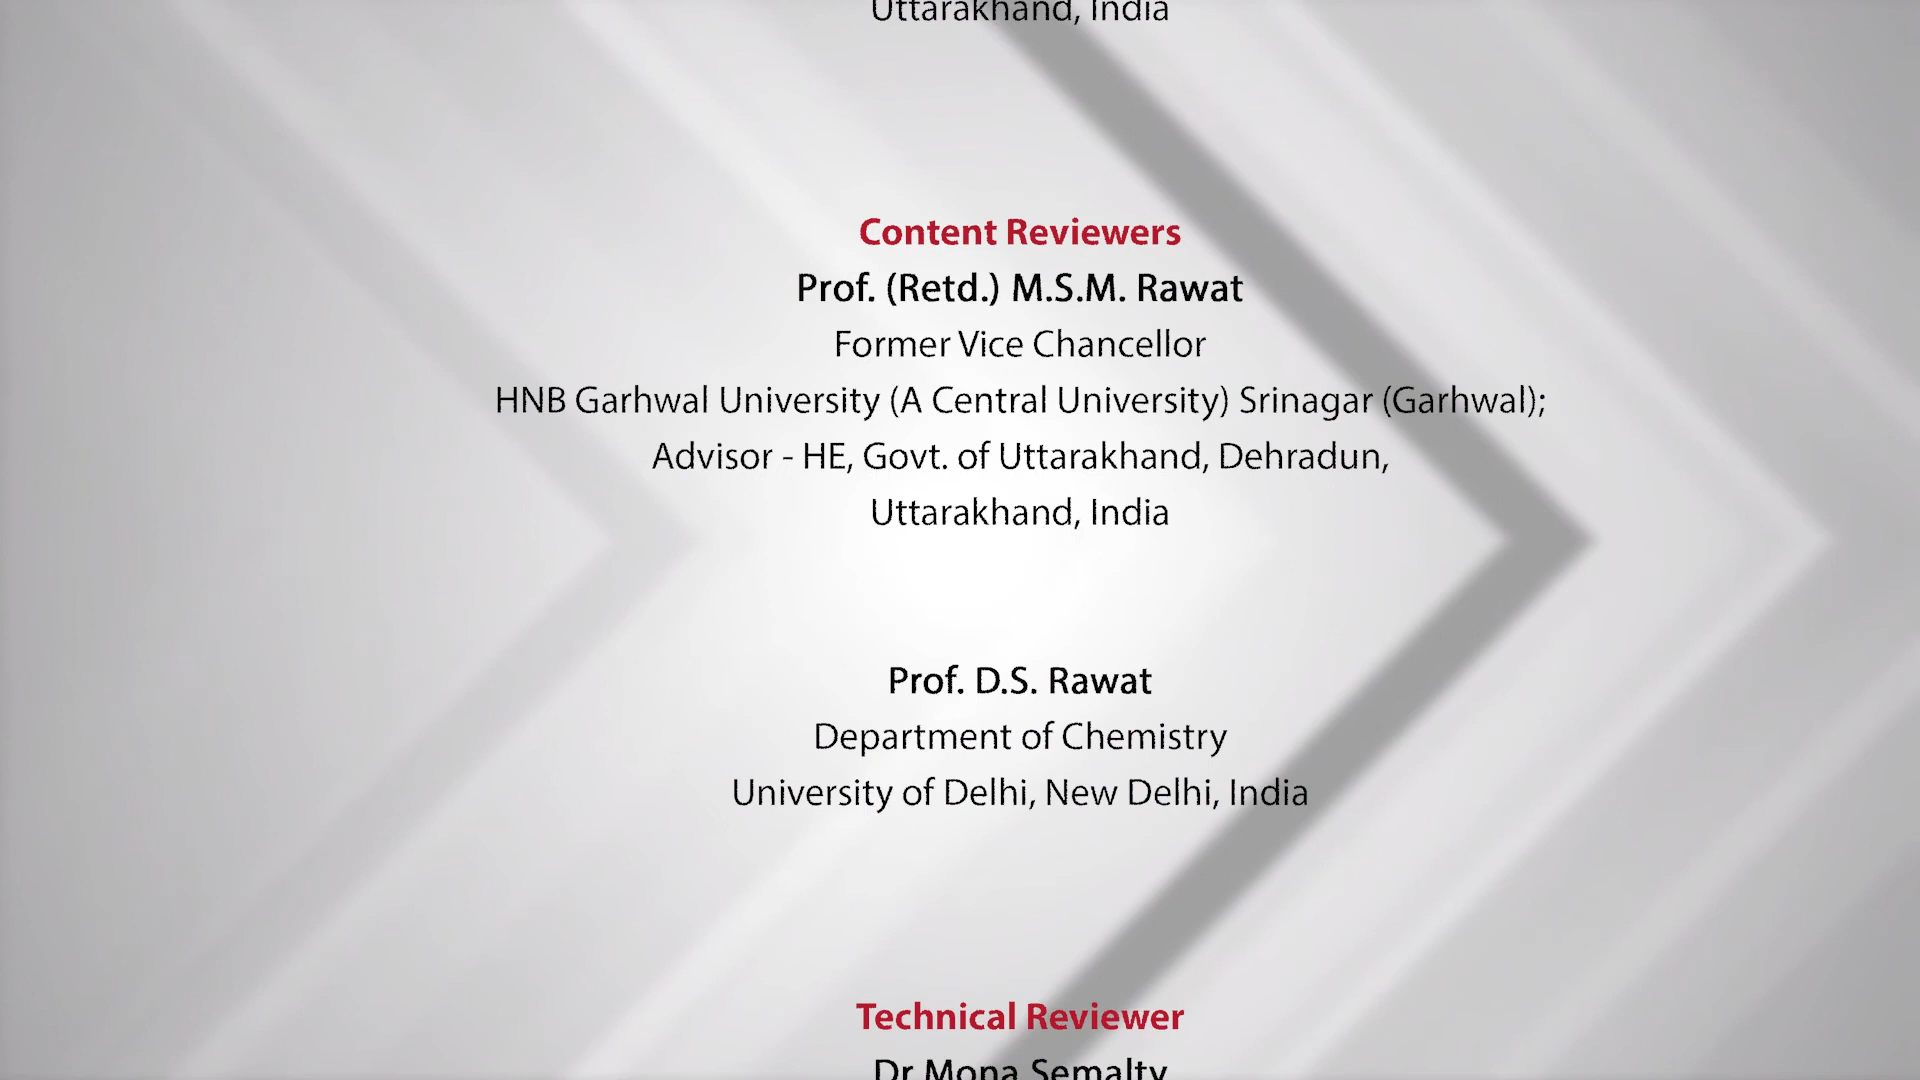 Uttarakhand, India
Content Reviewers
Prof. (Retd.) M.S.M. Rawat
Former Vice Chancellor
HNB Garhwal University (A Central University) Srinagar (Garhwal);
Advisor - HE, Govt. of Uttarakhand, Dehradun,
Uttarakhand, India
Prof. D.S. Rawat
Department of Chemistry
University of Delhi, New Delhi, India
Technical Reviewer
Dr Mona Semalty